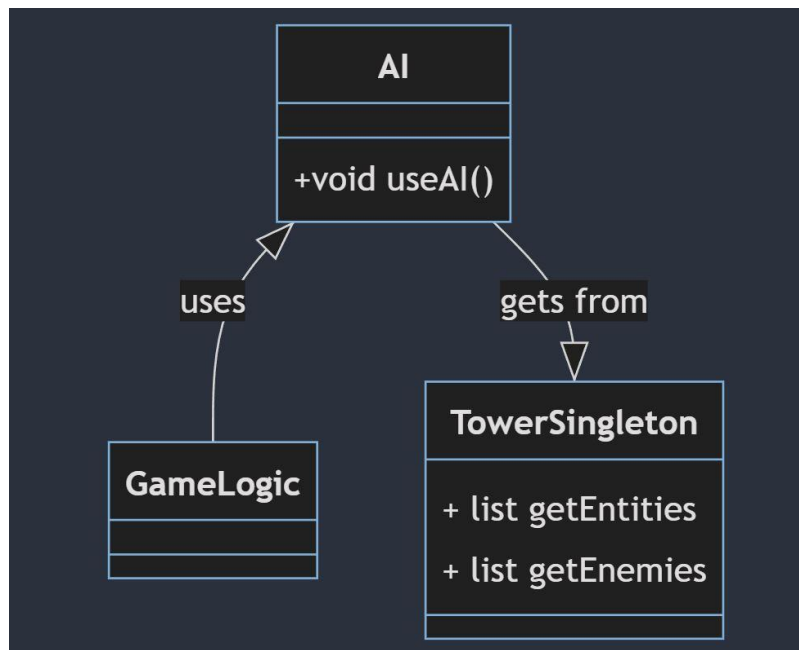 AI
+void useAI()
uses
gets from
TowerSingleton
GameLogic
+ list getEntities
+ list getEnemies